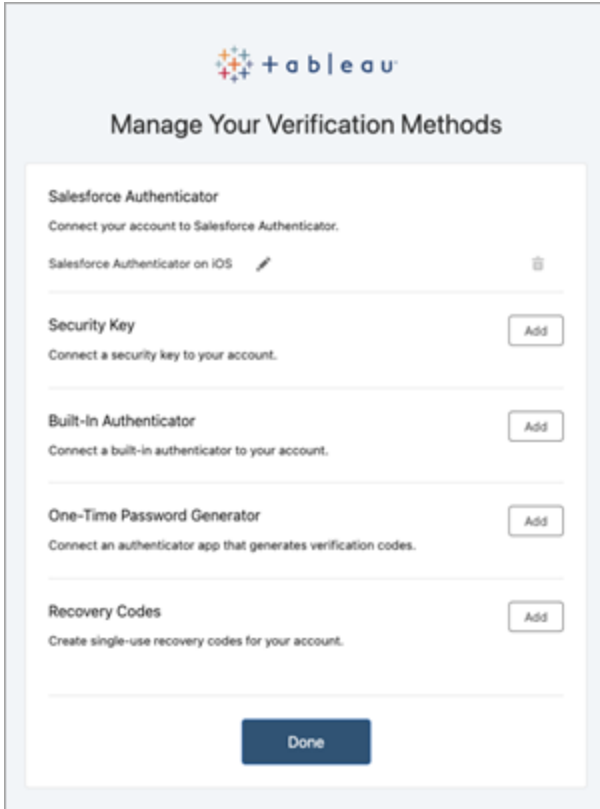 +ableau
Manage Your Verification Methods
Salesforce Authenticator
Connect your account to Salesforce Authenticator.
Salesforce Authenticator on iOS
Security Key
Add
Connect a security key to your account.
Built-In Authenticator
Add
Connect a built-in authenticator to your account.
One-Time Password Generator
Add
Connect an authenticator app that generates verification codes.
Recovery Codes
Add
Create single-use recovery codes for your account.
Done